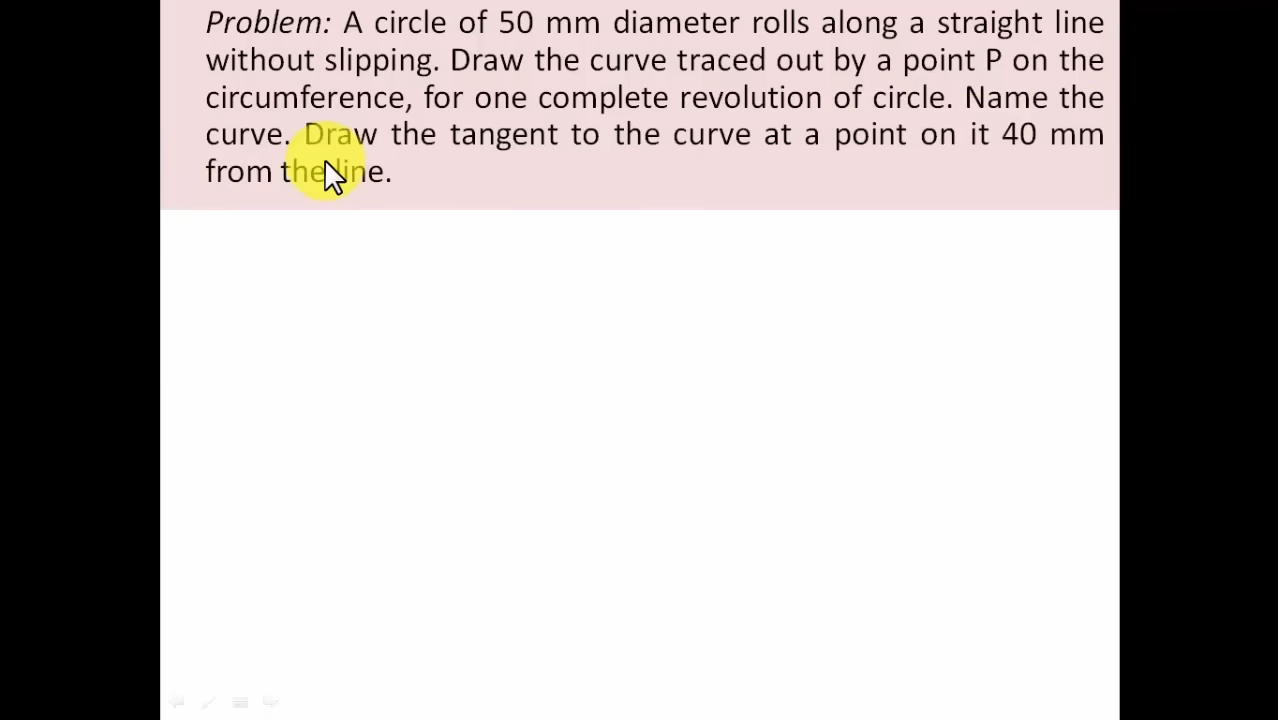 Problem: A circle of 50 mm diameter rolls along a straight line
without slipping. Draw the curve traced out by a point P on the
circumference, for one complete revolution of circle. Name the
curve. Draw the tangent to the curve at a point on it 40 mm
from the line.